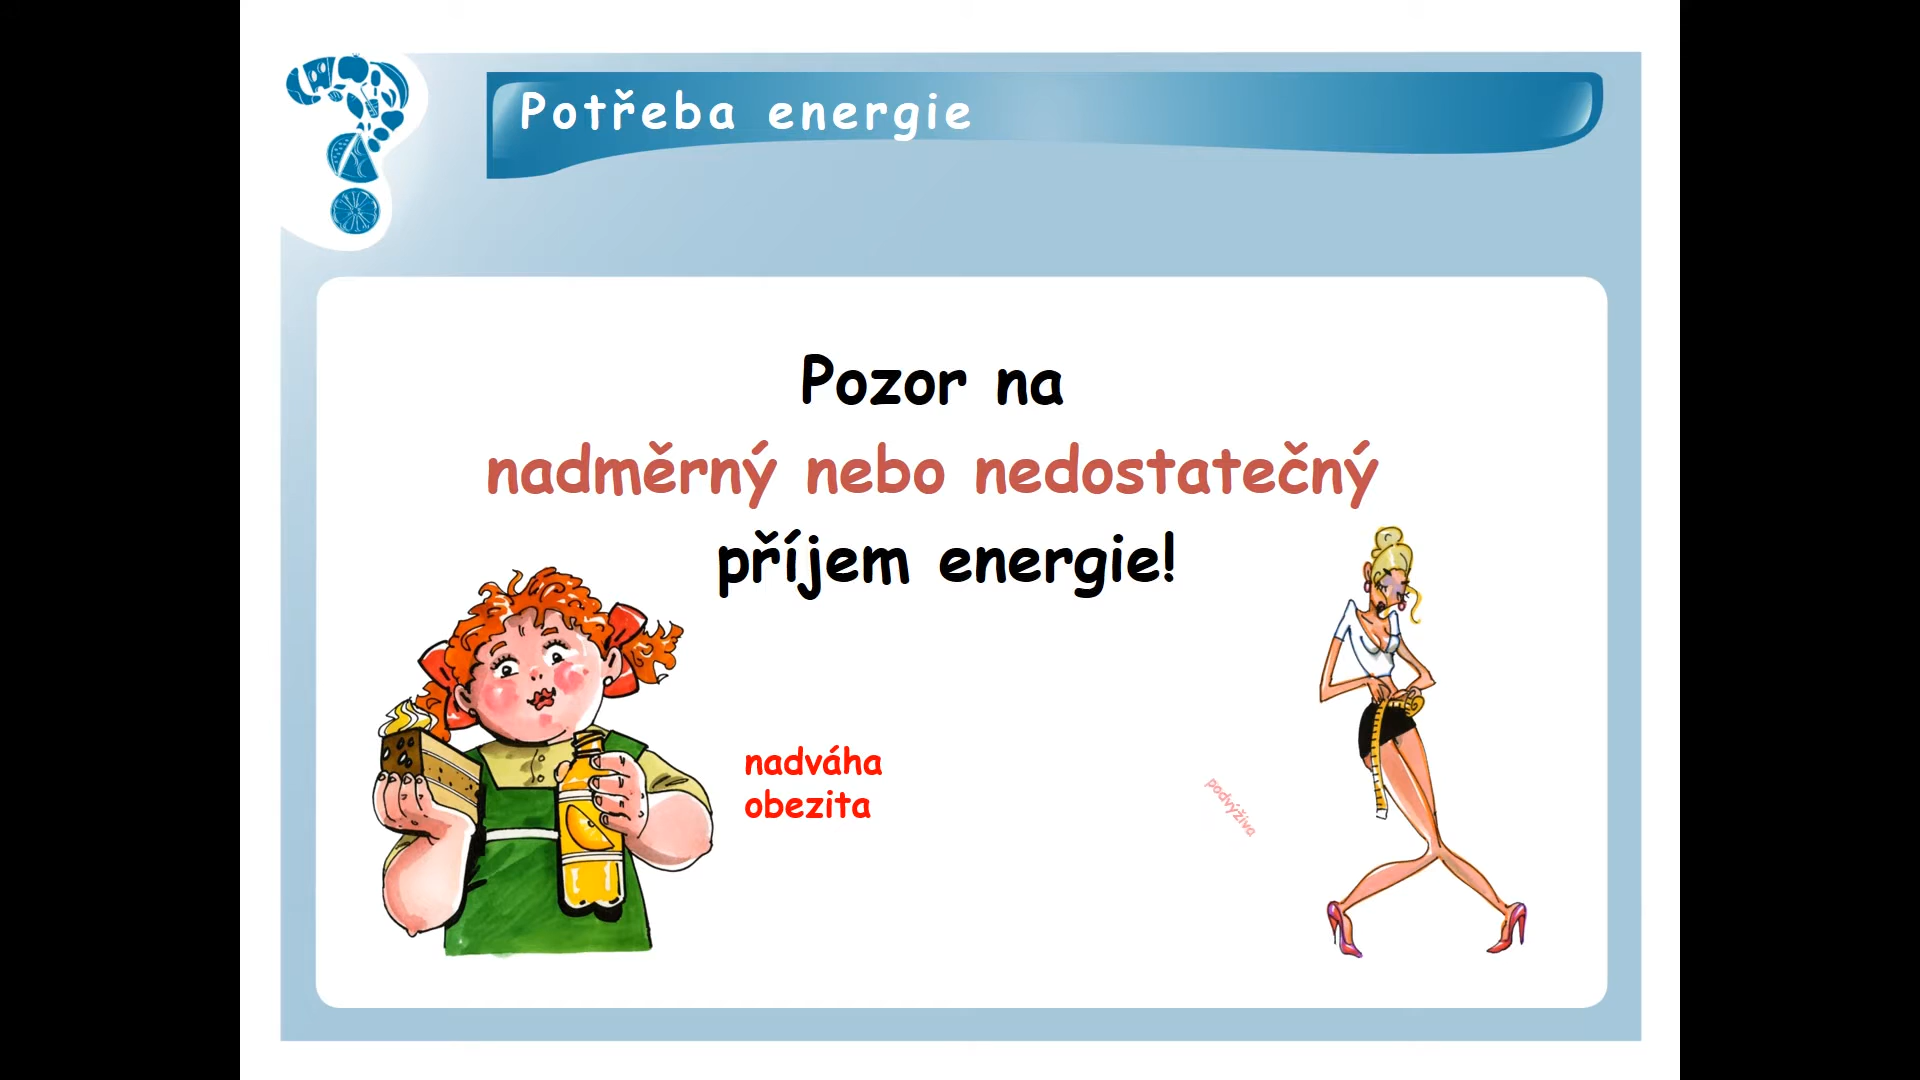 Potřeba energie
Pozor na
nadměrný nebo nedostatečný
příjem energie!
nadváha
obezita
podvýživa